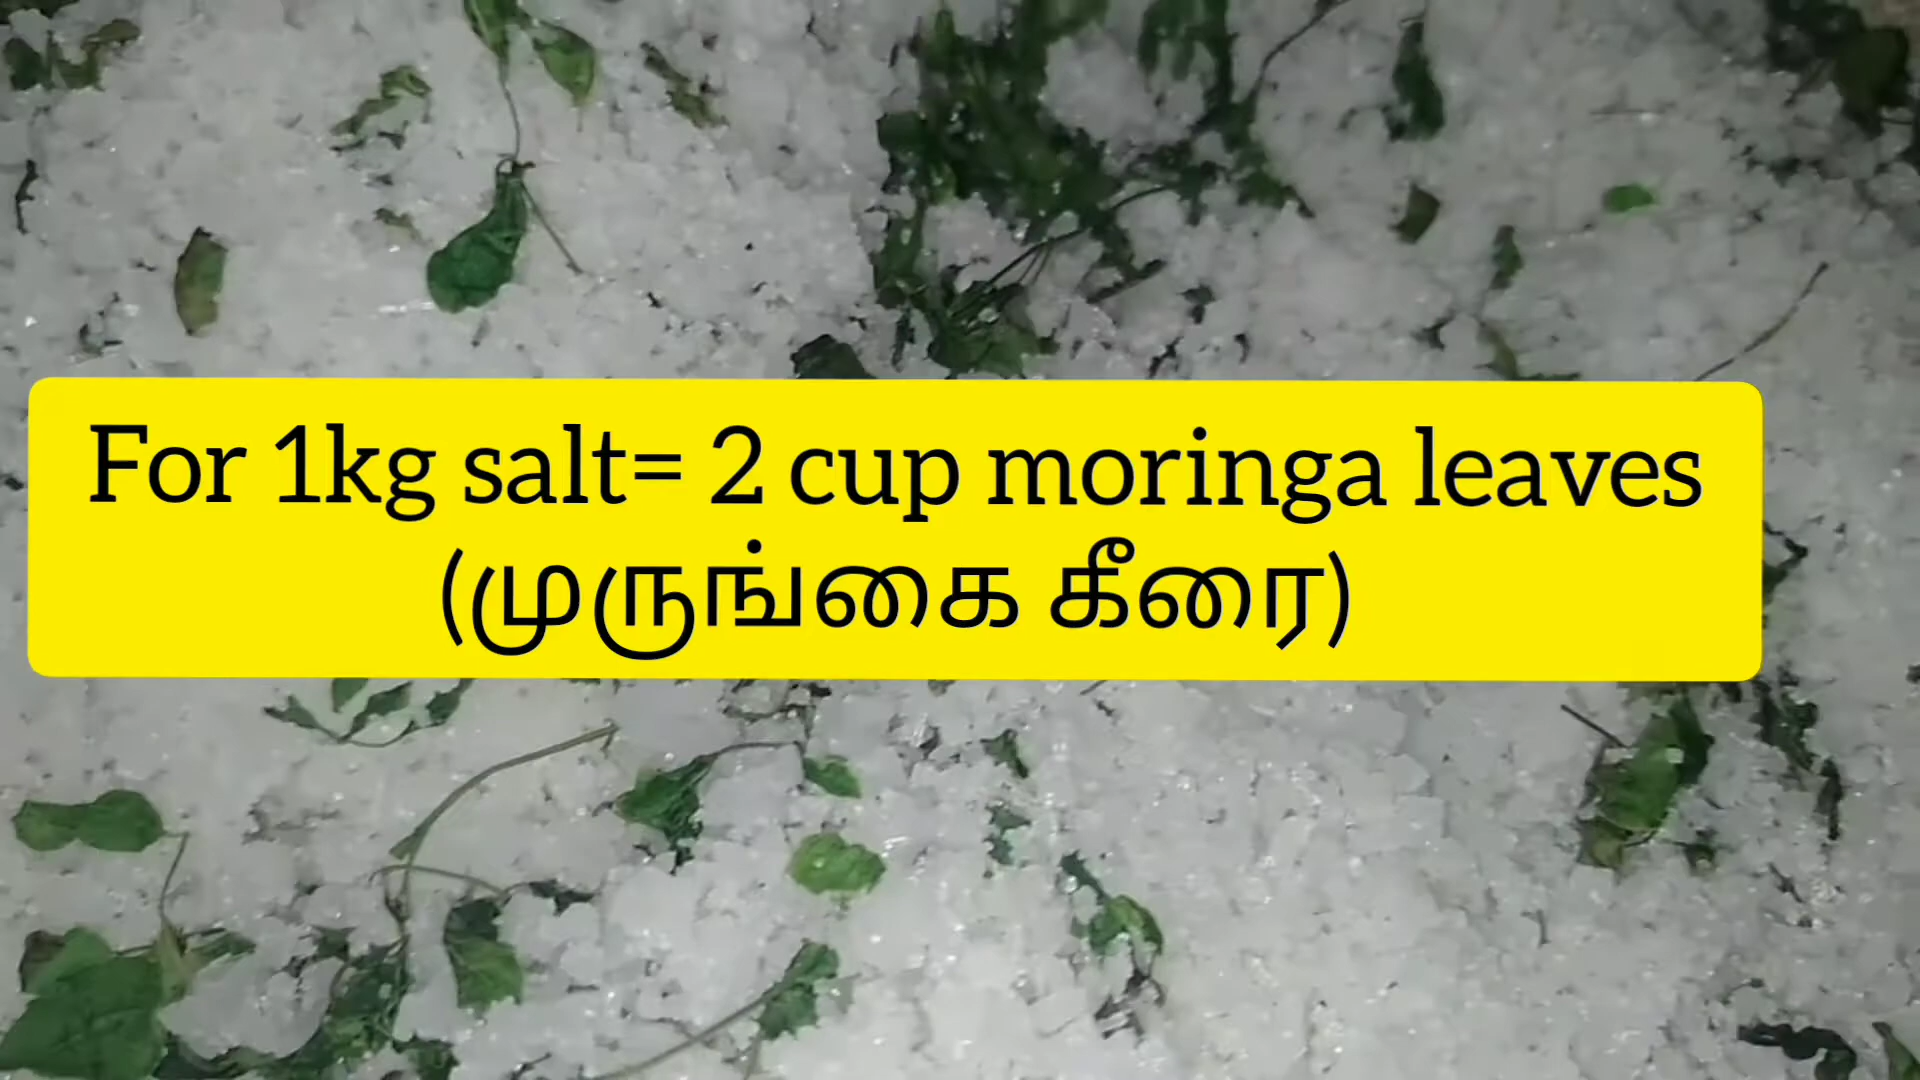 For 1kg salt= 2 cup moringa leaves
(முருங்கை கீரை)